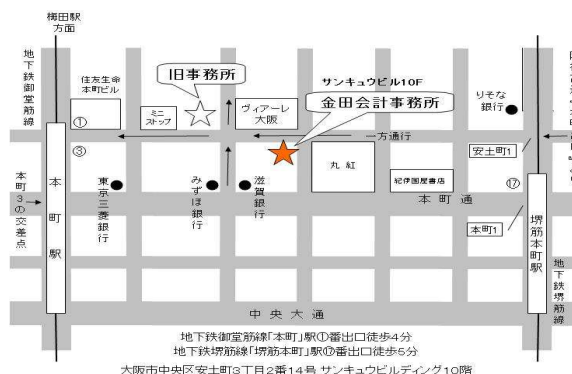 梅田駅
方面
地下鉄御堂筋線
住友生命
本町ビル
旧事務所
ミニ
ストップ
ヴィアーレ
大阪
サンキュウビル10F
金田会計事務所
りそな
銀行
①
③
一方通行
安土町1
丸紅
紀伊國屋書店
⑰
本町3の交差点
本町駅
東京三菱銀行
みずほ銀行
滋賀銀行
本町通
本町1
堺筋本町駅
地下鉄堺筋線
中央大通
地下鉄御堂筋線「本町」駅①番出口徒歩4分
地下鉄堺筋線「堺筋本町」駅⑰番出口徒歩5分
大阪市中央区安土町3丁目2番14号 サンキュウビルディング10階